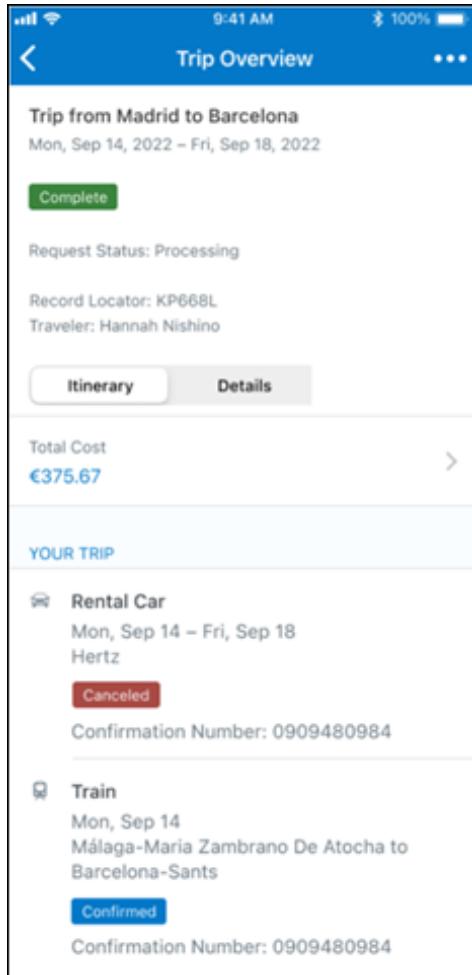 9:41 AM
100%
Trip Overview
Trip from Madrid to Barcelona
Mon, Sep 14, 2022 – Fri, Sep 18, 2022
Complete
Request Status: Processing
Record Locator: KP668L
Traveler: Hannah Nishino
Itinerary
Details
Total Cost
€375.67
YOUR TRIP
Rental Car
Mon, Sep 14 – Fri, Sep 18
Hertz
Canceled
Confirmation Number: 0909480984
Train
Mon, Sep 14
Málaga-Maria Zambrano De Atocha to
Barcelona-Sants
Confirmed
Confirmation Number: 0909480984